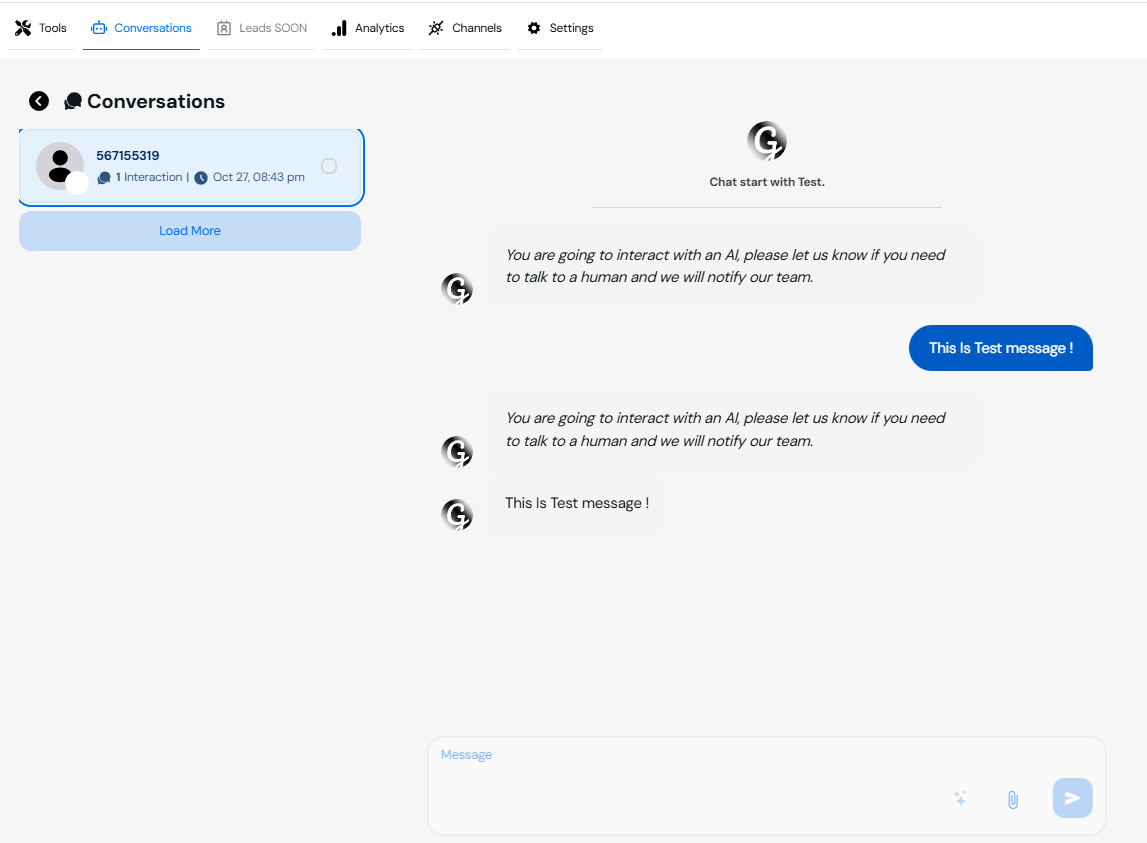 Tools Conversations Leads SOON Analytics Channels Settings
Conversations
567155319
1 Interaction | Oct 27, 08:43 pm
Load More
G
Chat start with Test.
You are going to interact with an AI, please let us know if you need
to talk to a human and we will notify our team.
G
This Is Test message !
You are going to interact with an AI, please let us know if you need
to talk to a human and we will notify our team.
G
This Is Test message !
G
Message